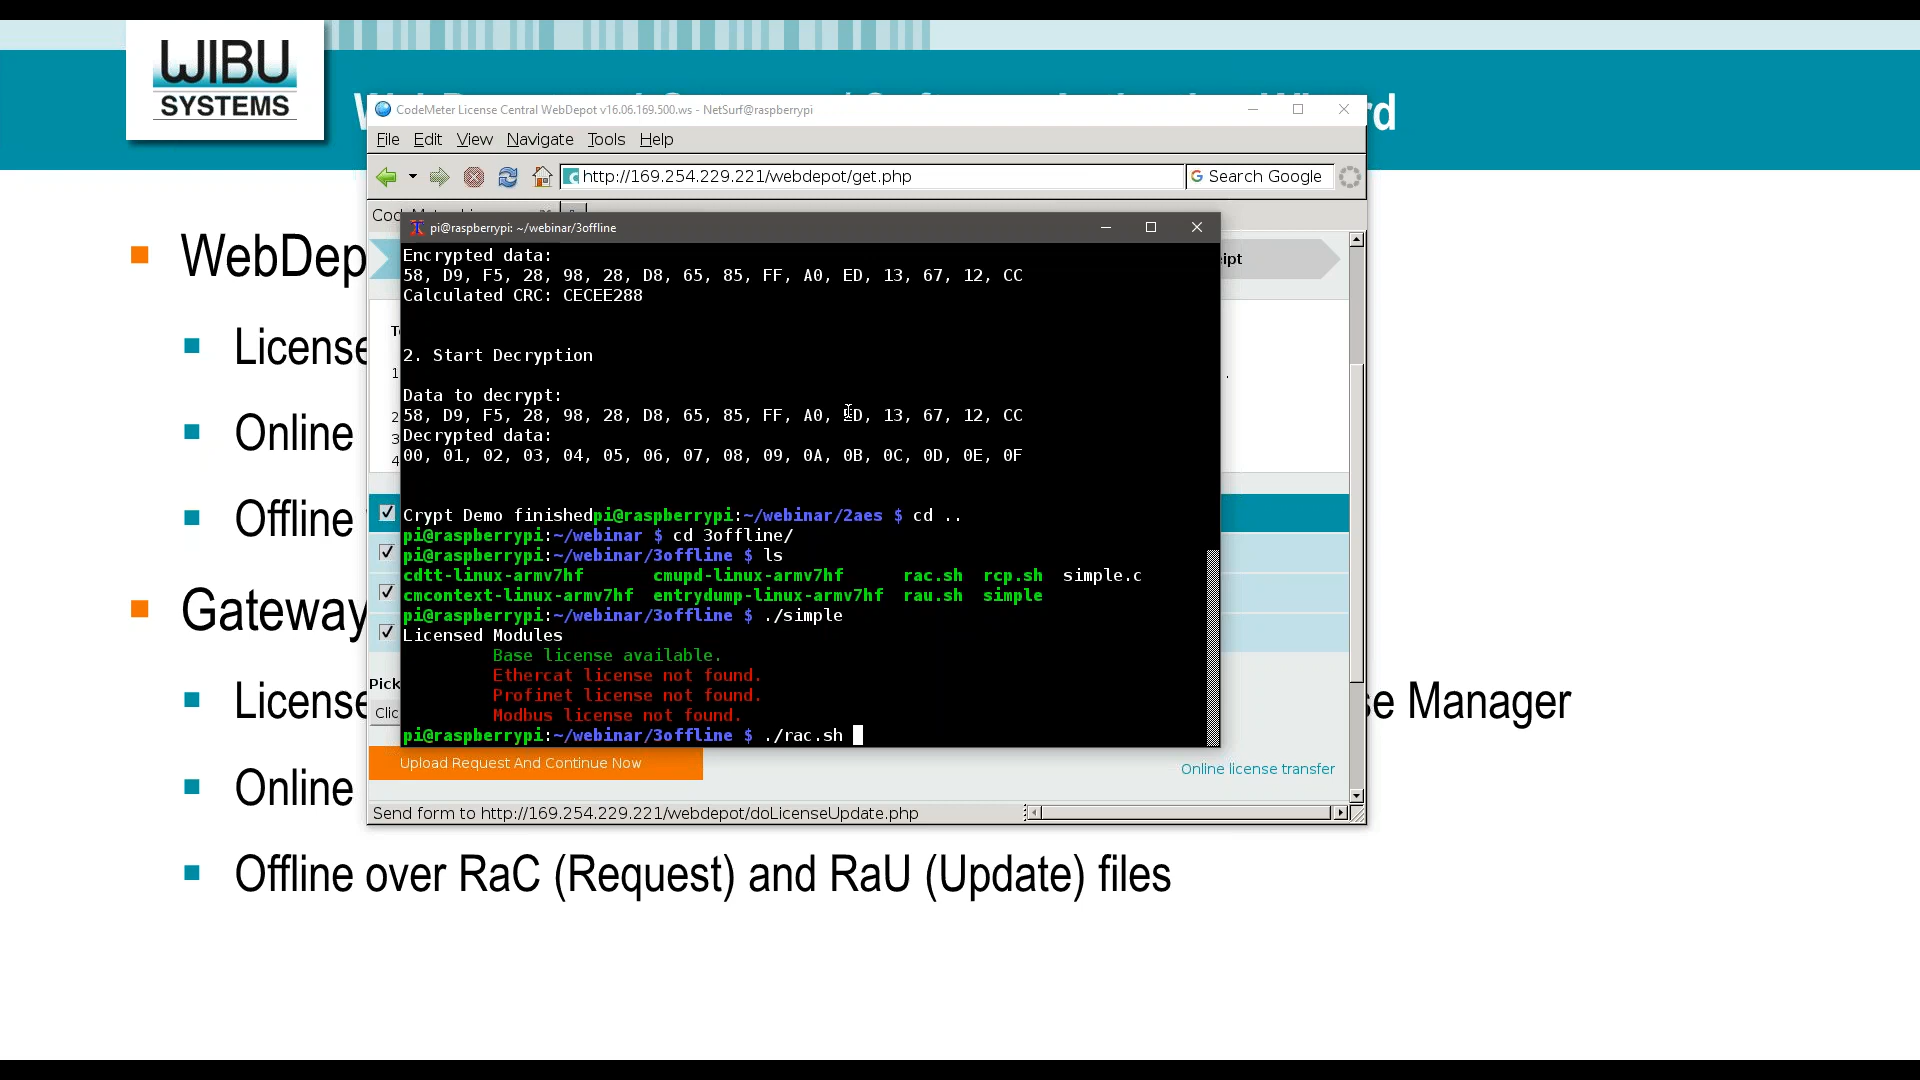 WIBU
SYSTEMS
CodeMeter License Central WebDepot v16.06.169.500.ws - NetSurf@raspberrypi
rd
File Edit View Navigate Tools Help
http://169.254.229.221/webdepot/get.php
Search Google
pi@raspberrypi: ~/webinar/3offline
WebDep
License
Online
Offline
Gateway
License
se Manager
Online
Offline over RaC (Request) and RaU (Update) files
ipt
1
2
3
4
Encrypted data:
58, D9, F5, 28, 98, 28, D8, 65, 85, FF, A0, ED, 13, 67, 12, CC
Calculated CRC: CECEE288
2. Start Decryption
Data to decrypt:
58, D9, F5, 28, 98, 28, D8, 65, 85, FF, A0, ED, 13, 67, 12, CC
Decrypted data:
00, 01, 02, 03, 04, 05, 06, 07, 08, 09, 0A, 0B, 0C, 0D, 0E, 0F
Crypt Demo finishedpi@raspberrypi:~/webinar/2aes $ cd ..
pi@raspberrypi:~/webinar $ cd 3offline/
pi@raspberrypi:~/webinar/3offline $ ls
cdtt-linux-armv7hf cmupd-linux-armv7hf rac.sh rcp.sh simple.c
cmcontext-linux-armv7hf entrydump-linux-armv7hf rau.sh simple
pi@raspberrypi:~/webinar/3offline $ ./simple
Licensed Modules
Base license available.
Ethercat license not found.
Profinet license not found.
Modbus license not found.
pi@raspberrypi:~/webinar/3offline $ ./rac.sh
Pick
Clic
Upload Request And Continue Now
Online license transfer
Send form to http://169.254.229.221/webdepot/doLicenseUpdate.php